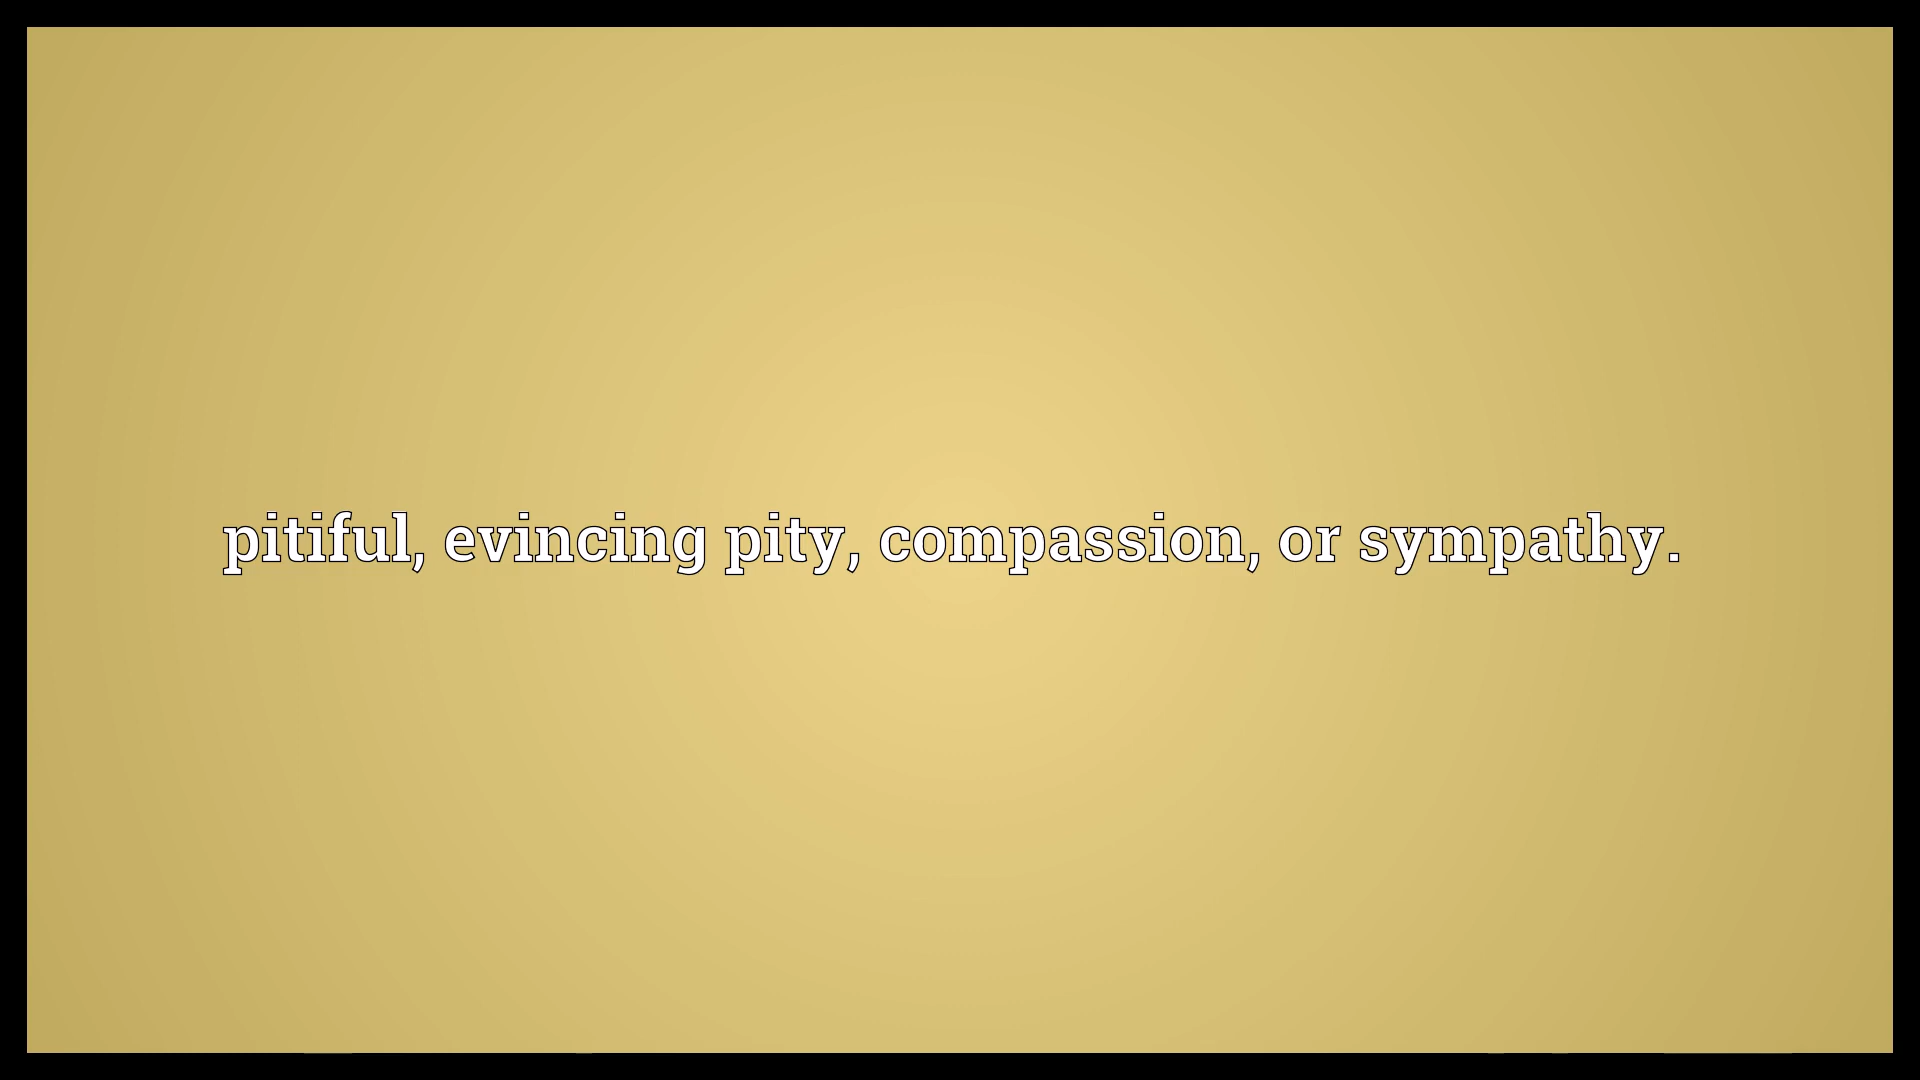 pitiful, evincing pity, compassion, or sympathy.